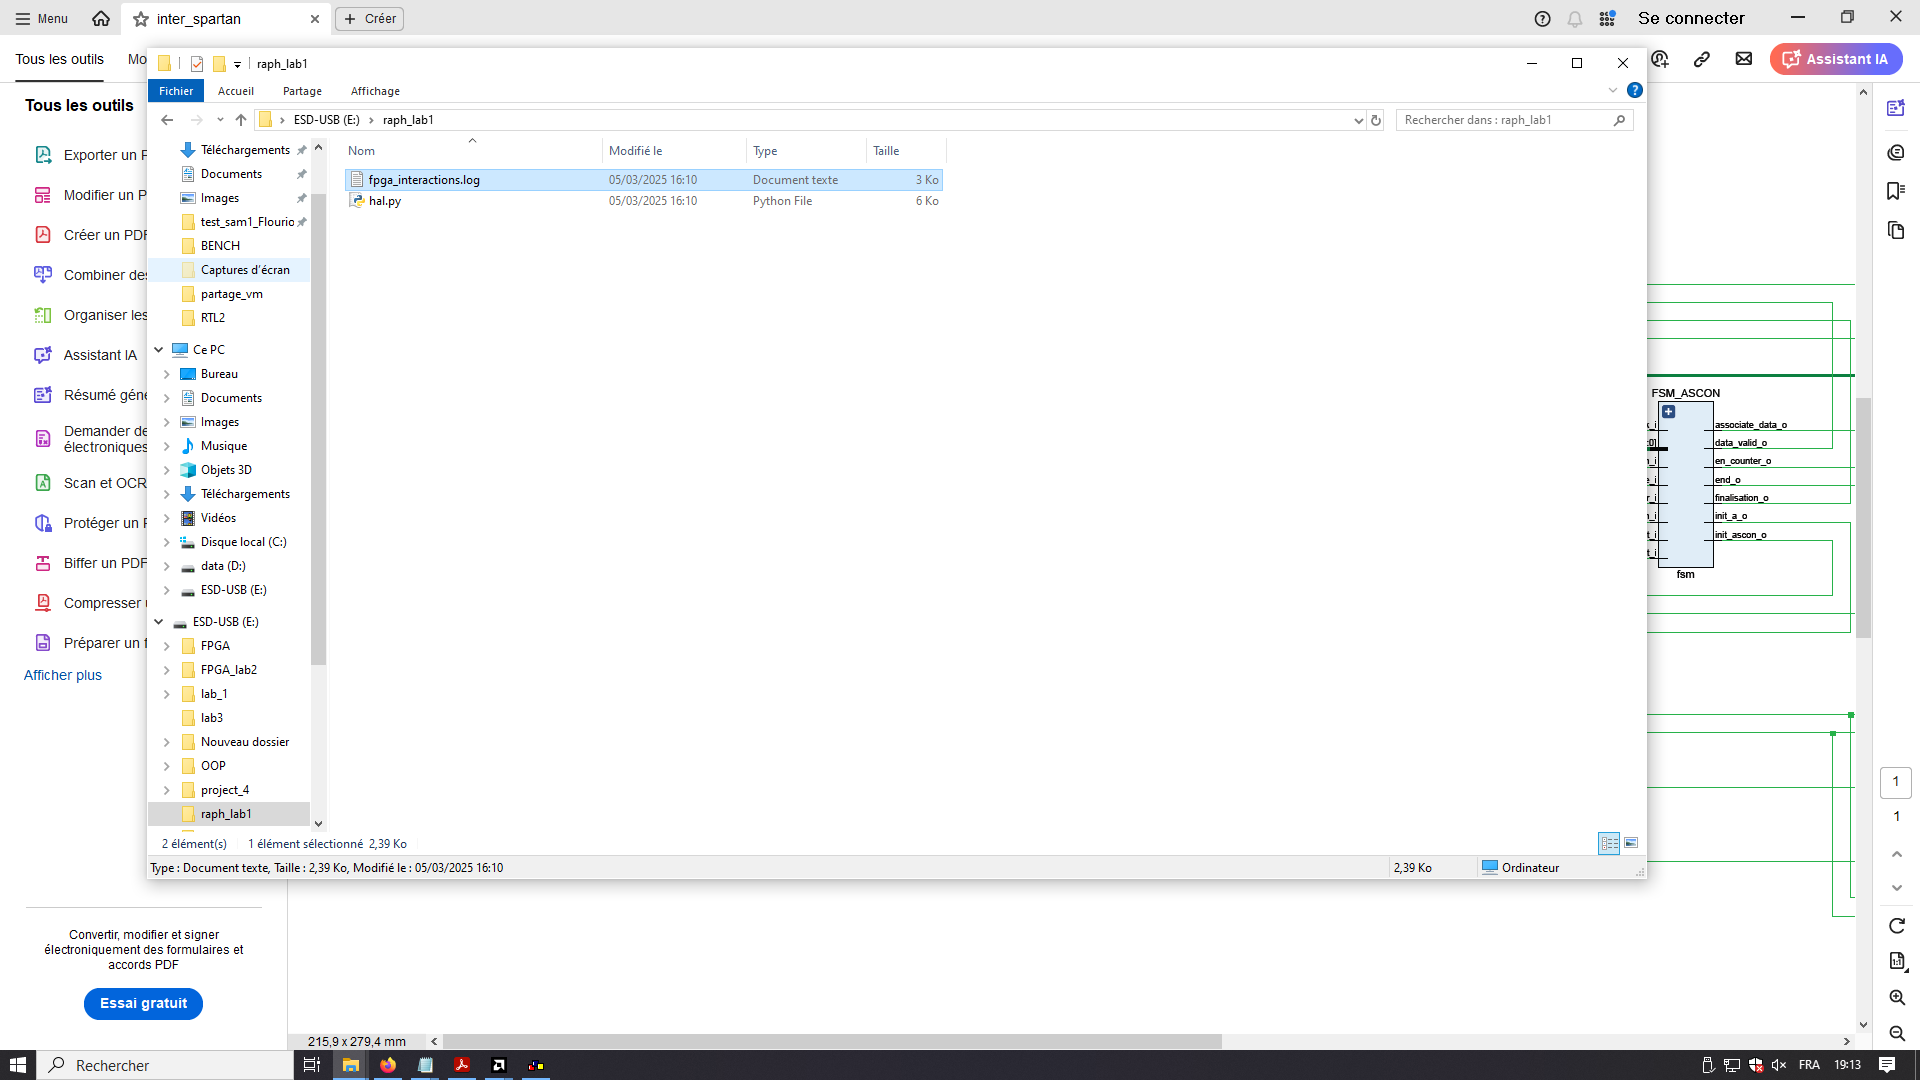 Menu
inter_spartan
Créer
Se connecter
Tous les outils
Mo
Assistant IA
raph_lab1
Fichier
Accueil
Partage
Affichage
ESD-USB (E:)
raph_lab1
Rechercher dans : raph_lab1
Tous les outils
Exporter un P
Modifier un P
Créer un PDF
Combiner des
Organiser les
Assistant IA
Résumé géné
Demander de
électroniques
Scan et OCR
Protéger un P
Biffer un PDF
Compresser u
Préparer un f
Afficher plus
Téléchargements
Documents
Images
test_sam1_Flourio
BENCH
Captures d'écran
partage_vm
RTL2
Ce PC
Bureau
Documents
Images
Musique
Objets 3D
Téléchargements
Vidéos
Disque local (C:)
data (D:)
ESD-USB (E:)
ESD-USB (E:)
FPGA
FPGA_lab2
lab_1
lab3
Nouveau dossier
OOP
project_4
raph_lab1
Nom Modifié le Type Taille
fpga_interactions.log 05/03/2025 16:10 Document texte 3 Ko
hal.py 05/03/2025 16:10 Python File 6 Ko
2 élément(s) 1 élément sélectionné 2,39 Ko
Type : Document texte, Taille : 2,39 Ko, Modifié le : 05/03/2025 16:10
2,39 Ko
Ordinateur
FSM_ASCON
associate_data_o
data_valid_o
en_counter_o
end_o
finalisation_o
init_a_o
init_ascon_o
fsm
1
1
1:1
Convertir, modifier et signer
électroniquement des formulaires et
accords PDF
Essai gratuit
215,9 x 279,4 mm
Rechercher
FRA
19:13